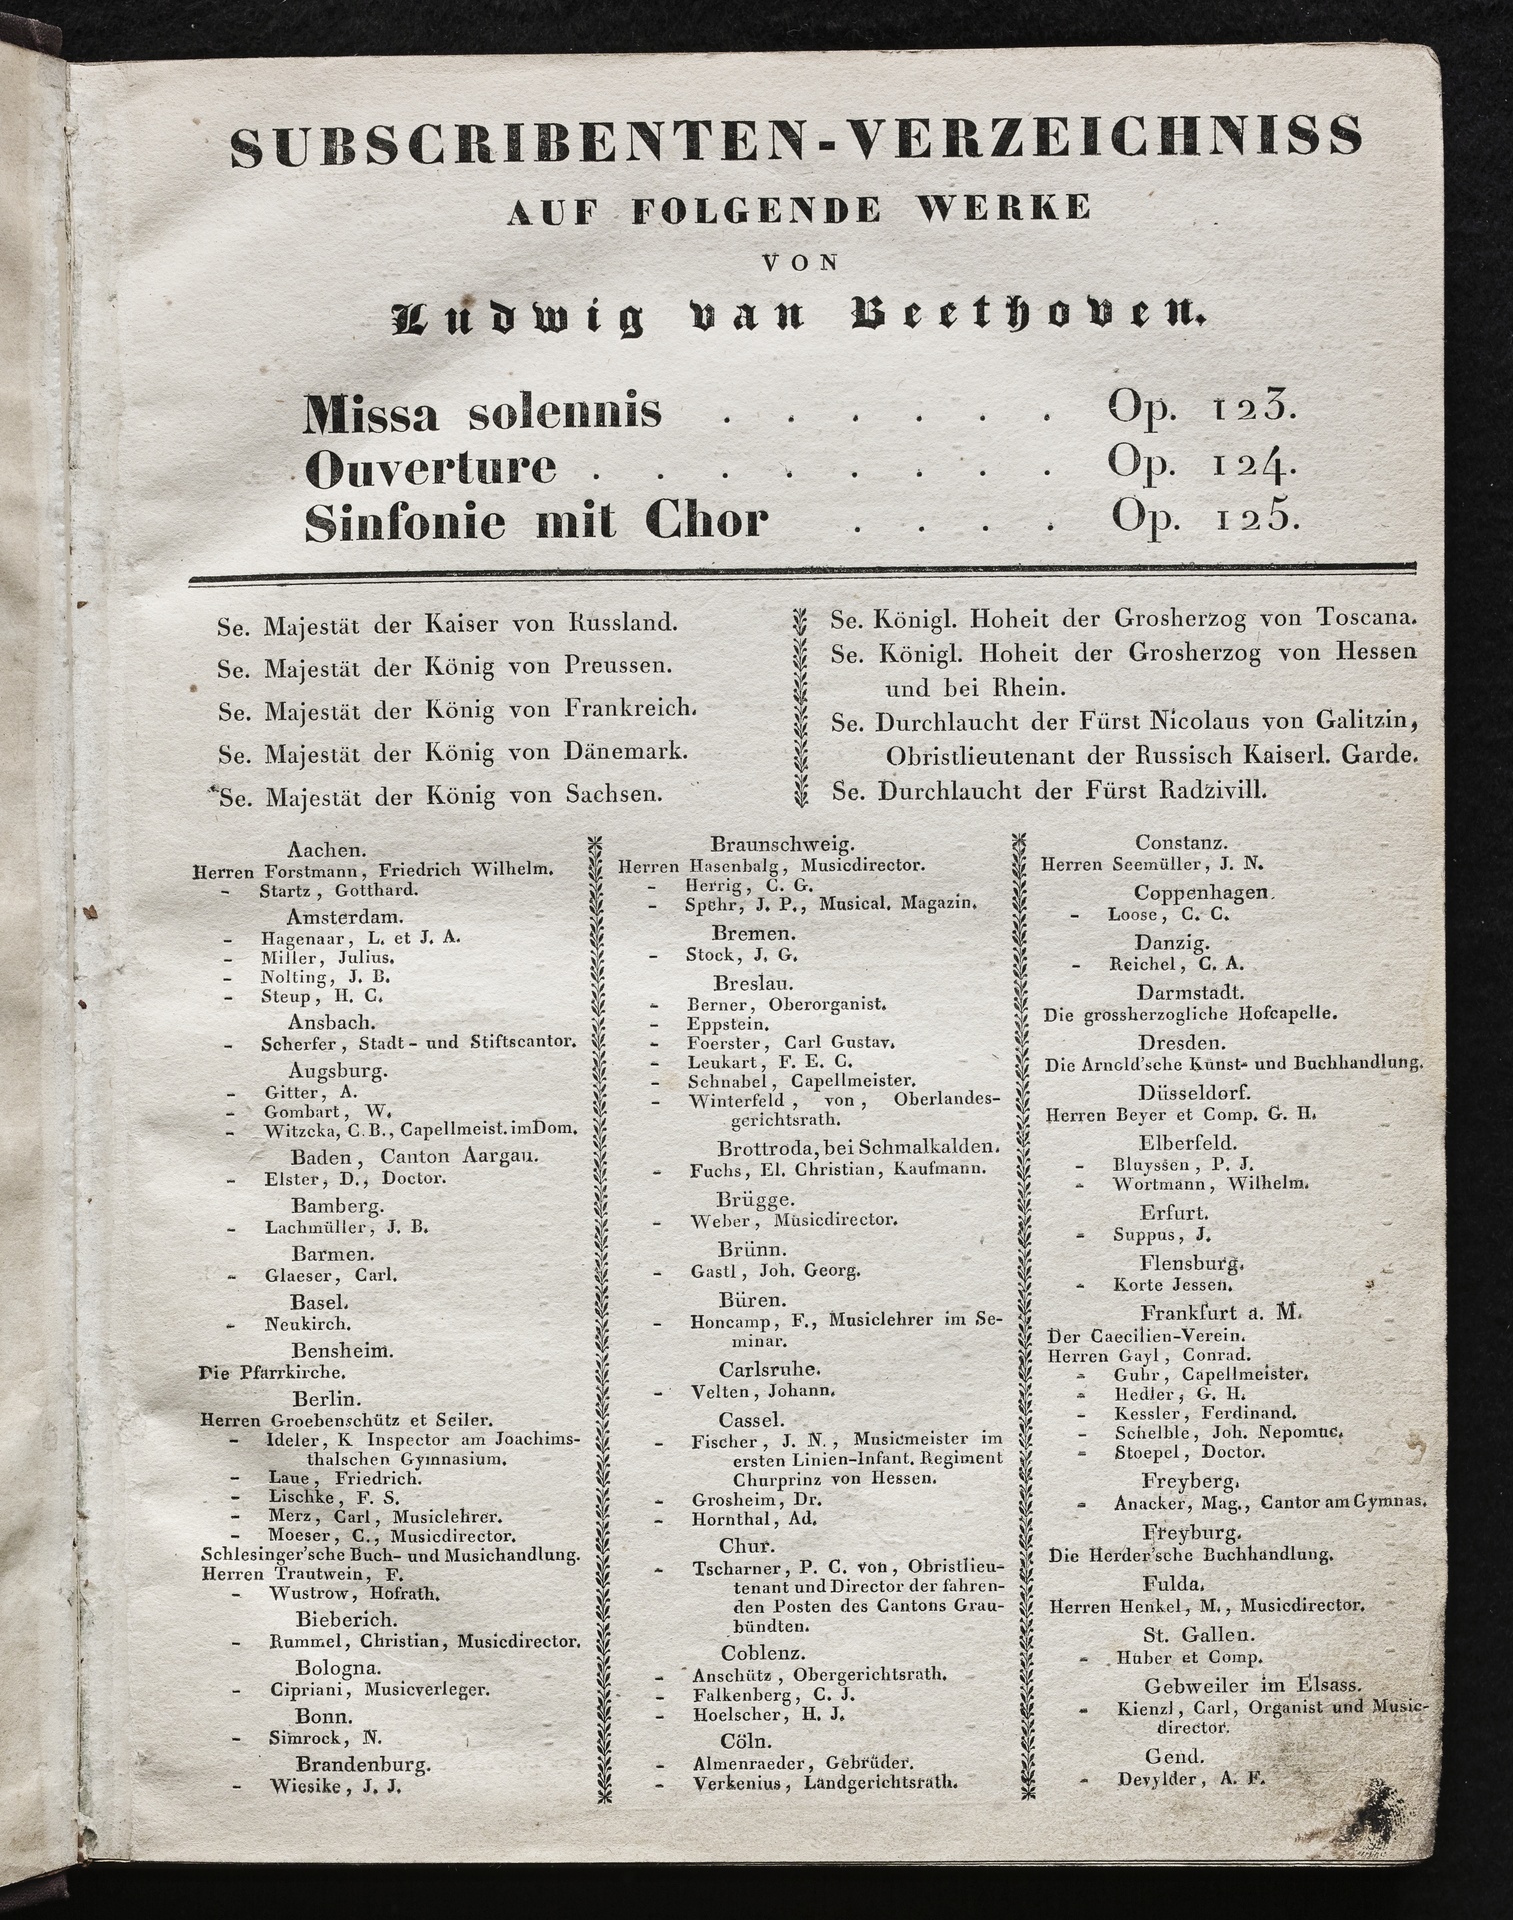 SUBSCRIBENTEN-VERZEICHNISS
AUF FOLGENDE WERKE
VON
Ludwig van Beethoven.
Missa solennis . . . . . . Op. 123.
Ouverture . . . . . . . . Op. 124.
Sinfonie mit Chor . . . . Op. 125.
Se. Majestät der Kaiser von Russland.
Se. Majestät der König von Preussen.
Se. Majestät der König von Frankreich.
Se. Majestät der König von Dänemark.
Se. Majestät der König von Sachsen.
Se. Königl. Hoheit der Grosherzog von Toscana.
Se. Königl. Hoheit der Grosherzog von Hessen
und bei Rhein.
Se. Durchlaucht der Fürst Nicolaus von Galitzin,
Obristlieutenant der Russisch Kaiserl. Garde.
Se. Durchlaucht der Fürst Radzivill.
Aachen.
Herren Forstmann, Friedrich Wilhelm.
- Startz, Gotthard.
Amsterdam.
- Hagenaar, L. et J. A.
- Miller, Julius.
- Nolting, J. B.
- Steup, H. C.
Ansbach.
- Scherfer, Stadt- und Stiftscantor.
Augsburg.
- Gitter, A.
- Gombart, W.
- Witzcka, C. B., Capellmeist. im Dom.
Baden, Canton Aargau.
- Elster, D., Doctor.
Bamberg.
- Lachmüller, J. B.
Barmen.
- Glaeser, Carl.
Basel.
- Neukirch.
Bensheim.
Die Pfarrkirche.
Berlin.
Herren Groebenschütz et Seiler.
- Ideler, K Inspector am Joachims-
thalschen Gymnasium.
- Laue, Friedrich.
- Lischke, F. S.
- Merz, Carl, Musiclehrer.
- Moeser, C., Musicdirector.
Schlesinger'sche Buch- und Musichandlung.
Herren Trautwein, F.
- Wustrow, Hofrath.
Bieberich.
- Rummel, Christian, Musicdirector.
Bologna.
- Cipriani, Musicverleger.
Bonn.
- Simrock, N.
Brandenburg.
- Wiesike, J. J.
Braunschweig.
Herren Hasenbalg, Musicdirector.
- Herrig, C. G.
- Spehr, J. P., Musical. Magazin.
Bremen.
- Stock, J. G.
Breslau.
- Berner, Oberorganist.
- Eppstein.
- Foerster, Carl Gustav.
- Leukart, F. E. C.
- Schnabel, Capellmeister.
- Winterfeld, von, Oberlandes-
gerichtsrath.
Brottroda, bei Schmalkalden.
- Fuchs, El. Christian, Kaufmann.
Brügge.
- Weber, Musicdirector.
Brünn.
- Gastl, Joh. Georg.
Büren.
- Honcamp, F., Musiclehrer im Se-
minar.
Carlsruhe.
- Velten, Johann.
Cassel.
- Fischer, J. N., Musicmeister im
ersten Linien-Infant. Regiment
Churprinz von Hessen.
- Grosheim, Dr.
- Hornthal, Ad.
Chur.
- Tscharner, P. C. von, Obristlieu-
tenant und Director der fahren-
den Posten des Cantons Grau-
bündten.
Coblenz.
- Anschütz, Obergerichtsrath.
- Falkenberg, C. J.
- Hoelscher, H. J.
Cöln.
- Almenraeder, Gebrüder.
- Verkenius, Landgerichtsrath.
Constanz.
Herren Seemüller, J. N.
Coppenhagen.
- Loose, C. C.
Danzig.
- Reichel, C. A.
Darmstadt.
Die grossherzogliche Hofcapelle.
Dresden.
Die Arnold'sche Kunst- und Buchhandlung.
Düsseldorf.
Herren Beyer et Comp. G. H.
Elberfeld.
- Bluyssen, P. J.
- Wortmann, Wilhelm.
Erfurt.
- Suppus, J.
Flensburg.
- Korte Jessen.
Frankfurt a. M.
Der Caecilien-Verein.
Herren Gayl, Conrad.
- Guhr, Capellmeister.
- Hedler, G. H.
- Kessler, Ferdinand.
- Schelble, Joh. Nepomuc.
- Stoepel, Doctor.
Freyberg.
- Anacker, Mag., Cantor am Gymnas.
Freyburg.
Die Herder'sche Buchhandlung.
Fulda.
Herren Henkel, M., Musicdirector.
St. Gallen.
- Huber et Comp.
Gebweiler im Elsass.
- Kienzl, Carl, Organist und Music-
director.
Gend.
- Devylder, A. F.